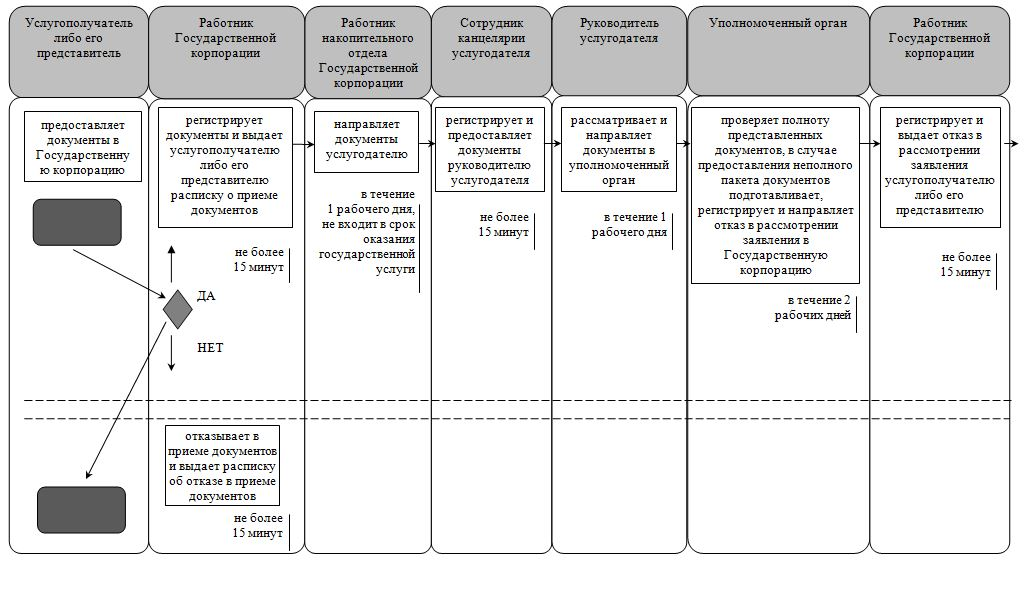 Услугополучатель
либо его
представитель
Работник
Государственной
корпорации
Работник
накопительного
отдела
Государственной
корпорации
Сотрудник
канцелярии
услугодателя
Руководитель
услугодателя
Уполномоченный орган
Работник
Государственной
корпорации
предоставляет
документы в
Государственну
ю корпорацию
регистрирует
документы и выдает
услугополучателю
либо его
представителю
расписку о приеме
документов
не более
15 минут
ДА
НЕТ
направляет
документы
услугодателю
в течение
1 рабочего дня,
не входит в срок
оказания
государственной
услуги
регистрирует и
предоставляет
документы
руководителю
услугодателя
не более
15 минут
рассматривает и
направляет
документы в
уполномоченный
орган
в течение 1
рабочего дня
проверяет полноту
представленных
документов, в случае
предоставления неполного
пакета документов
подготавливает,
регистрирует и направляет
отказ в рассмотрении
заявления в
Государственную
корпорацию
в течение 2
рабочих дней
регистрирует и
выдает отказ в
рассмотрении
заявления
услугополучателю
либо его
представителю
не более
15 минут
отказывает в
приеме документов
и выдает расписку
об отказе в приеме
документов
не более
15 минут